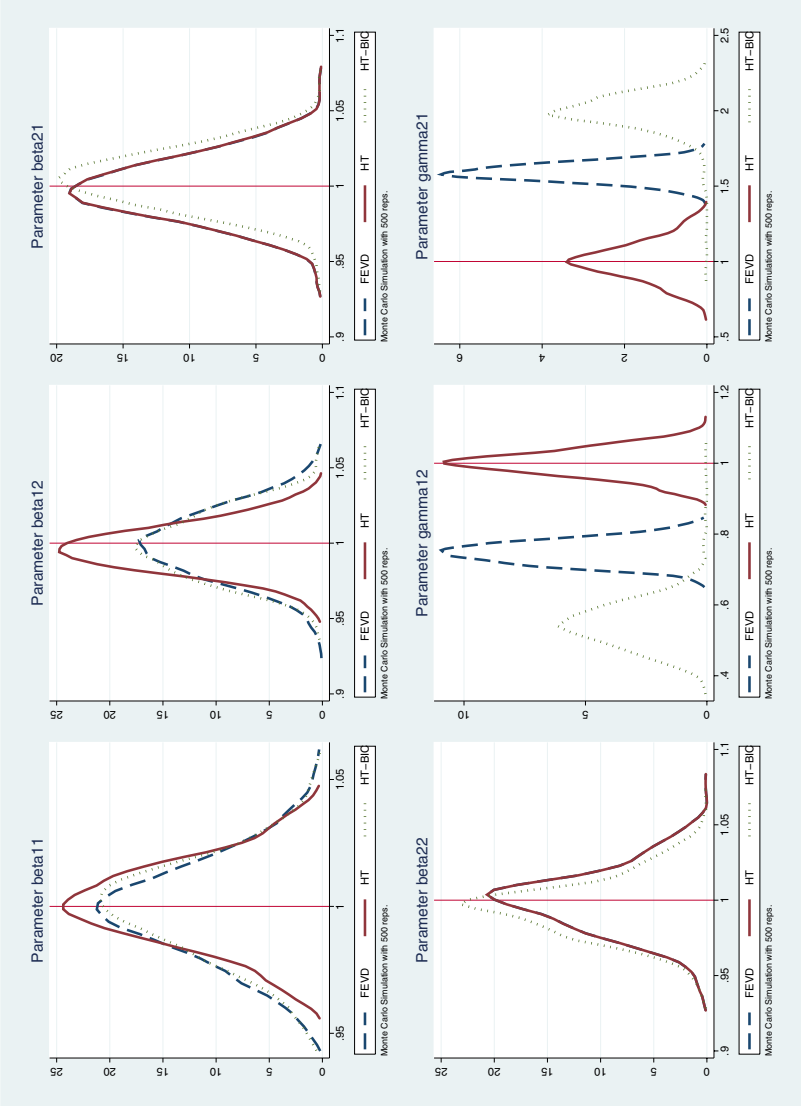 Parameter beta11
25
20
15
10
5
0
.95 1 1.05
FEVD HT HT−BIC
Monte Carlo Simulation with 500 reps.
Parameter beta12
25
20
15
10
5
0
.9 .95 1 1.05 1.1
FEVD HT HT−BIC
Monte Carlo Simulation with 500 reps.
Parameter beta21
20
15
10
5
0
.9 .95 1 1.05 1.1
FEVD HT HT−BIC
Monte Carlo Simulation with 500 reps.
Parameter beta22
25
20
15
10
5
0
.9 .95 1 1.05 1.1
FEVD HT HT−BIC
Monte Carlo Simulation with 500 reps.
Parameter gamma12
10
5
0
.4 .6 .8 1 1.2
FEVD HT HT−BIC
Monte Carlo Simulation with 500 reps.
Parameter gamma21
6
4
2
0
.5 1 1.5 2 2.5
FEVD HT HT−BIC
Monte Carlo Simulation with 500 reps.